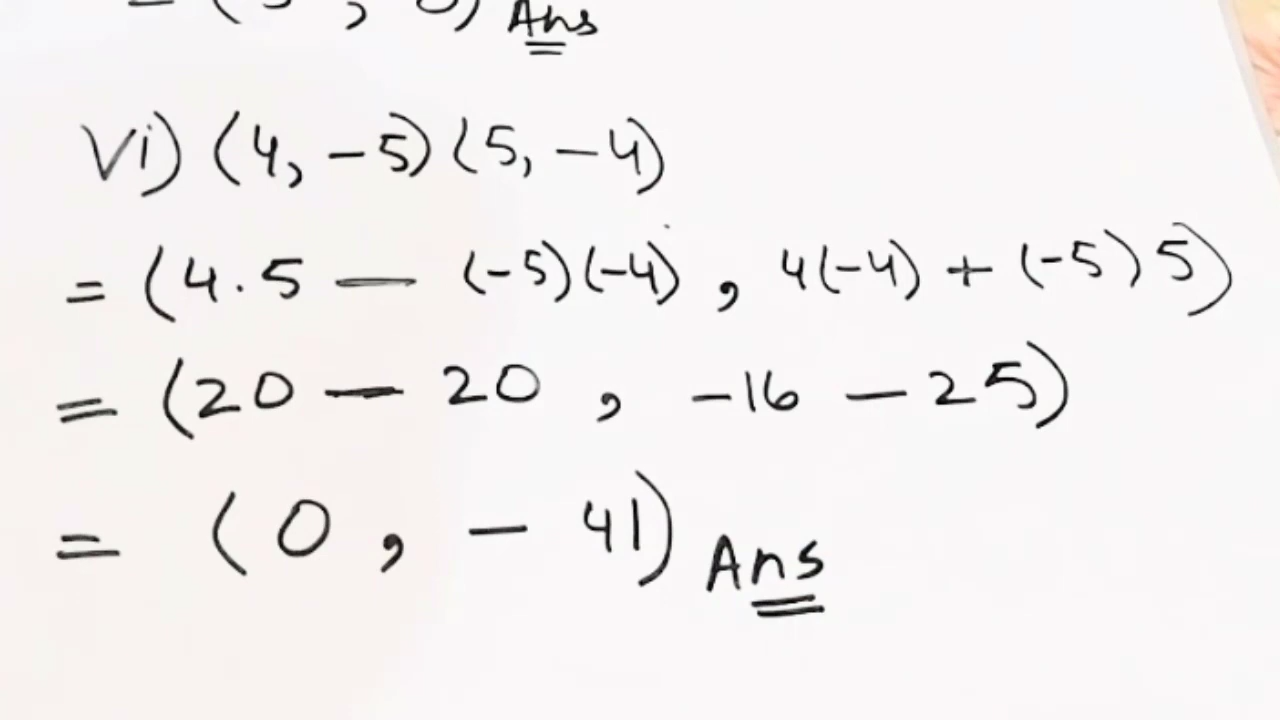 Ans
Vi) (4, -5) (5, -4)
= (4.5 — (-5)(-4) , 4(-4) + (-5) 5)
= (20 — 20 , -16 - 25)
= (0 , - 41) Ans